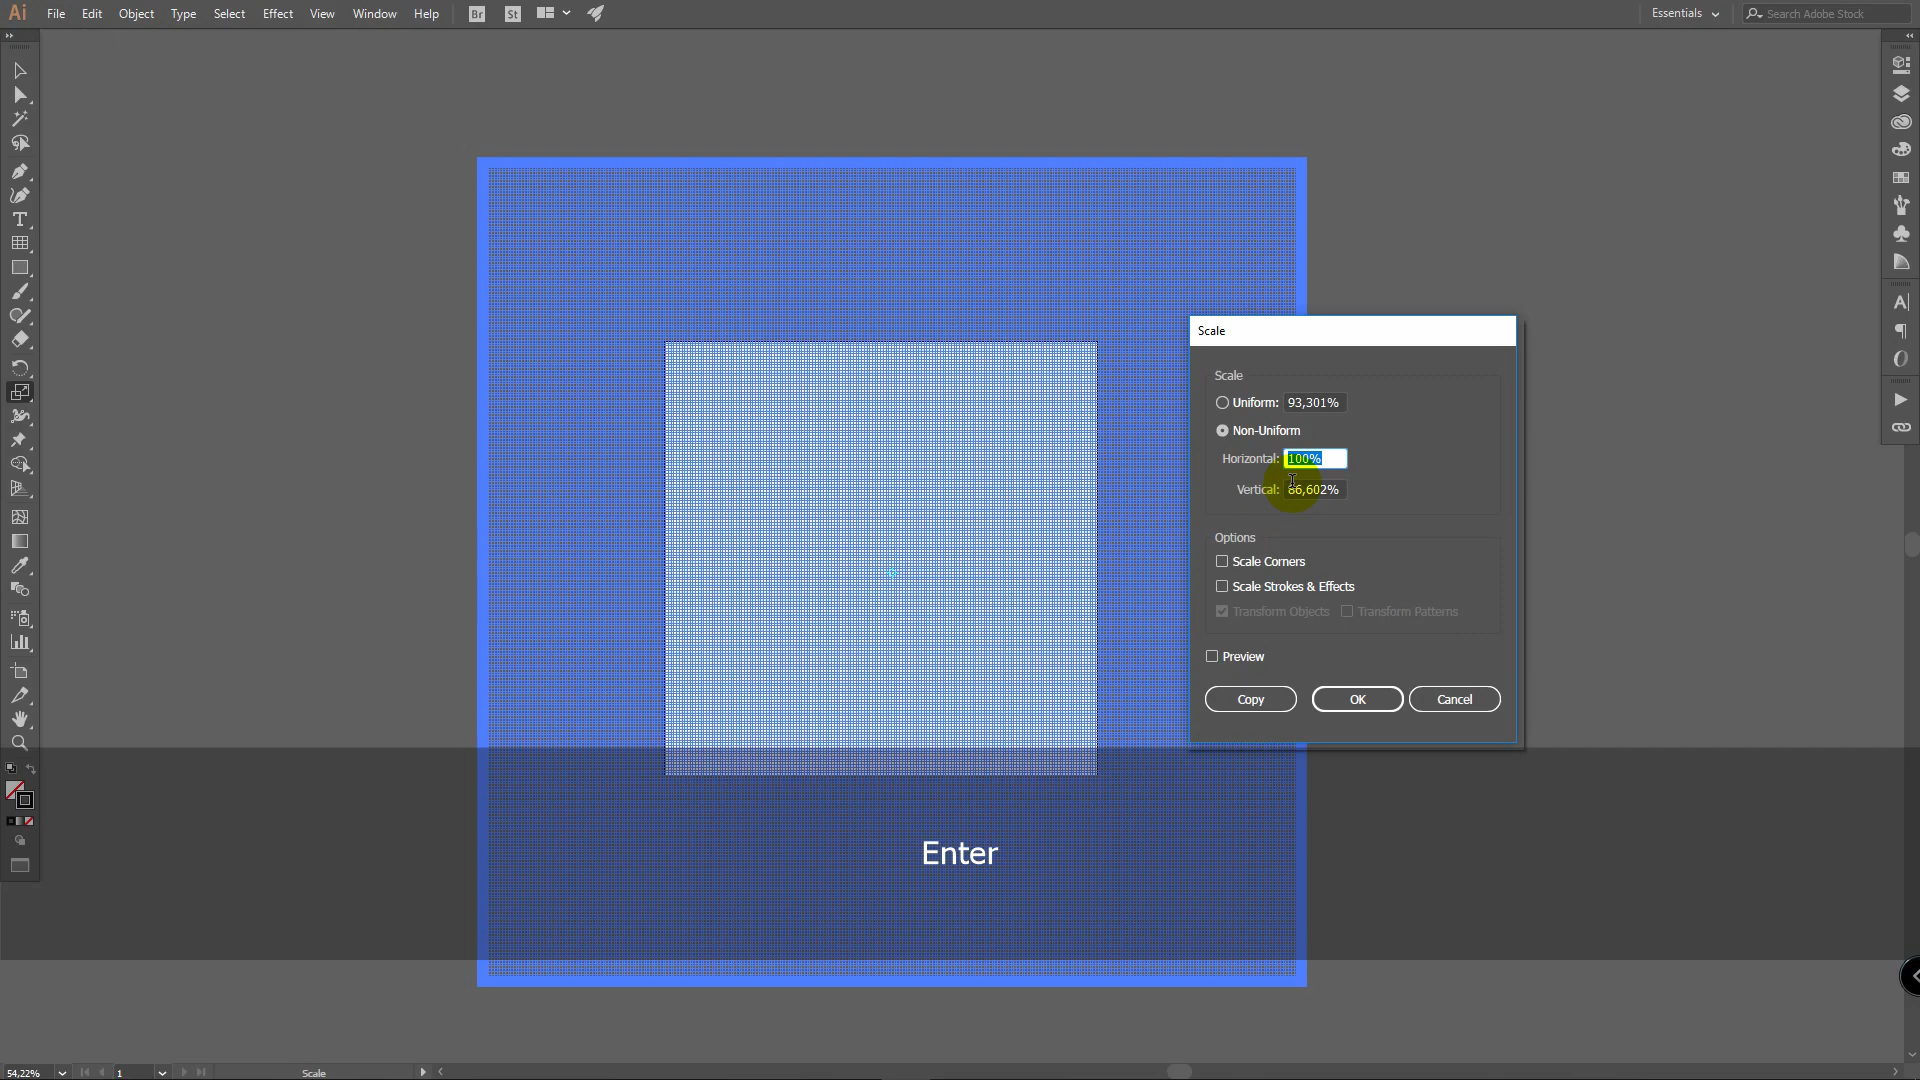 Ai File Edit Object Type Select Effect View Window Help Br St Essentials Search Adobe Stock
Scale
Scale
Uniform: 93,301%
Non-Uniform
Horizontal: 100%
Vertical: 86,602%
Options
Scale Corners
Scale Strokes & Effects
Transform Objects Transform Patterns
Preview
Copy OK Cancel
Enter
54,22% 1 Scale